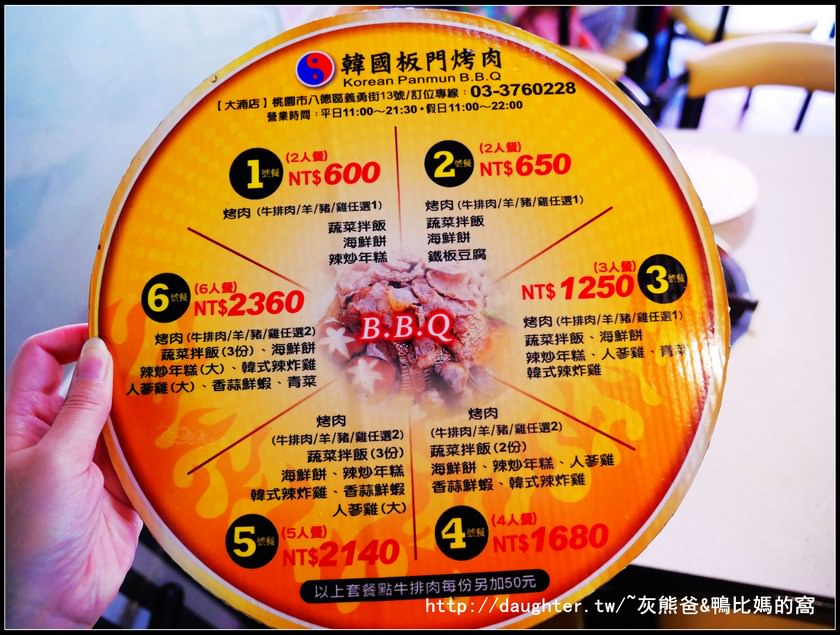 韓國板門烤肉
Korean Panmun B.B.Q
【大湳店】桃園市八德區義勇街13號/訂位專線：03-3760228
營業時間：平日11:00～21:30•假日11:00～22:00
1號餐
(2人餐)
NT$600
烤肉(牛排肉/羊/豬/雞任選1)
蔬菜拌飯
海鮮餅
辣炒年糕
2號餐
(2人餐)
NT$650
烤肉(牛排肉/羊/豬/雞任選1)
蔬菜拌飯
海鮮餅
鐵板豆腐
3號餐
(3人餐)
NT$1250
烤肉(牛排肉/羊/豬/雞任選1)
蔬菜拌飯、海鮮餅
辣炒年糕、人蔘雞、青菜
韓式辣炸雞
B.B.Q
4號餐
(4人餐)
NT$1680
烤肉
(牛排肉/羊/豬/雞任選2)
蔬菜拌飯(2份)
海鮮餅、辣炒年糕、人蔘雞
香蒜鮮蝦、韓式辣炸雞
5號餐
(5人餐)
NT$2140
烤肉
(牛排肉/羊/豬/雞任選2)
蔬菜拌飯(3份)
海鮮餅、辣炒年糕
韓式辣炸雞、香蒜鮮蝦
人蔘雞(大)
6號餐
(6人餐)
NT$2360
烤肉(牛排肉/羊/豬/雞任選2)
蔬菜拌飯(3份)、海鮮餅
辣炒年糕(大)、韓式辣炸雞
人蔘雞(大)、香蒜鮮蝦、青菜
以上套餐點牛排肉每份另加50元
http://daughter.tw/~灰熊爸&鴨比媽的窩